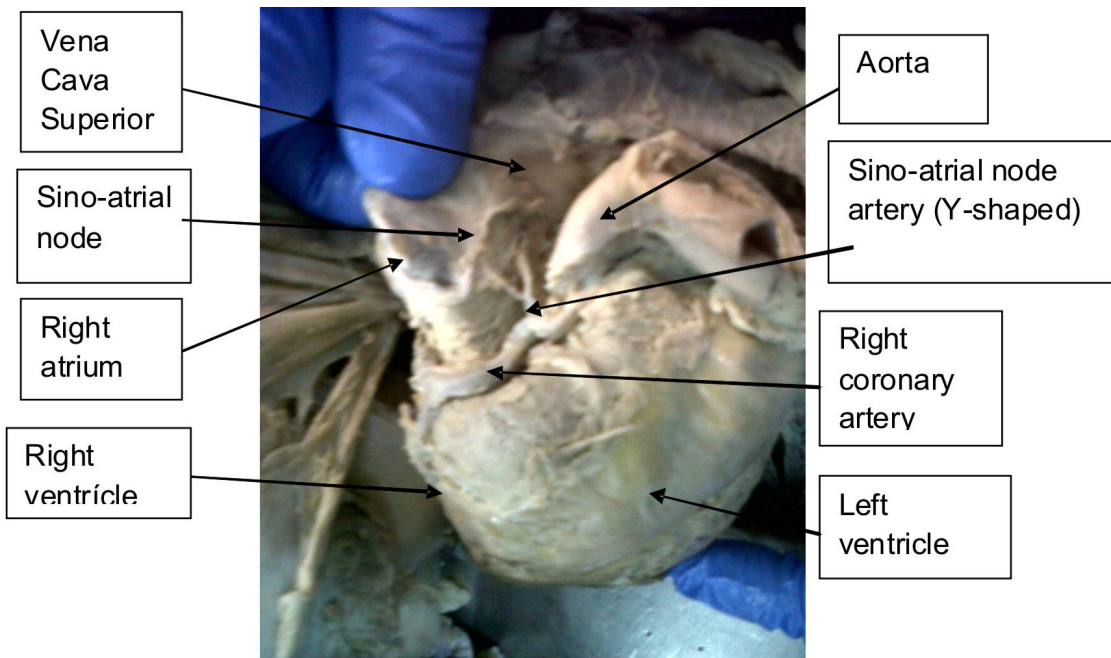 Vena
Cava
Superior
Sino-atrial
node
Right
atrium
Right
ventrícle
Aorta
Sino-atrial node
artery (Y-shaped)
Right
coronary
artery
Left
ventricle